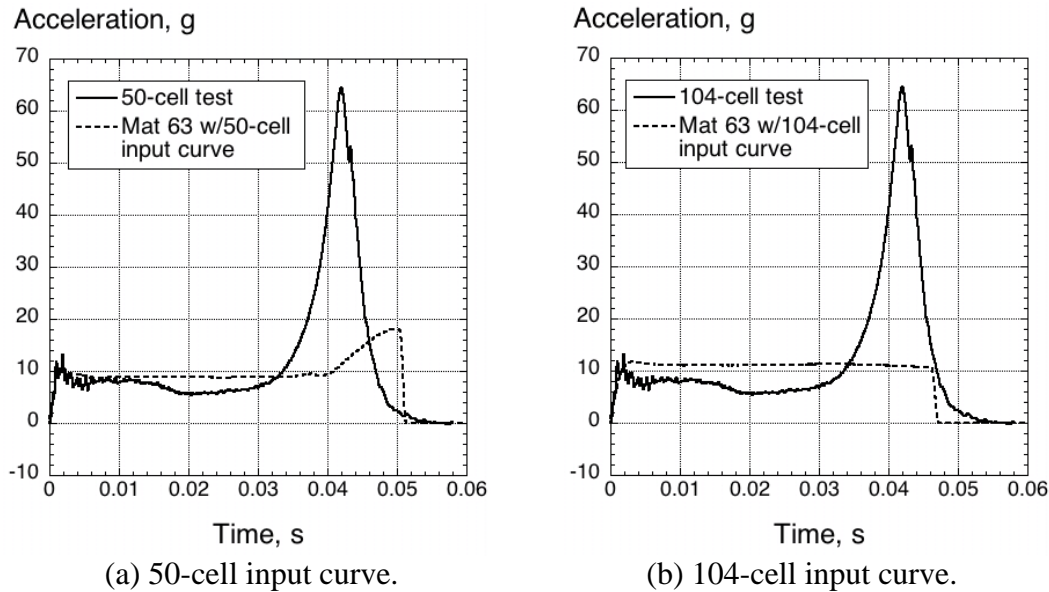 Acceleration, g
70
60
50
40
30
20
10
0
-10
50-cell test
Mat 63 w/50-cell
input curve
0 0.01 0.02 0.03 0.04 0.05 0.06
Time, s
(a) 50-cell input curve.
Acceleration, g
70
60
50
40
30
20
10
0
-10
104-cell test
Mat 63 w/104-cell
input curve
0 0.01 0.02 0.03 0.04 0.05 0.06
Time, s
(b) 104-cell input curve.